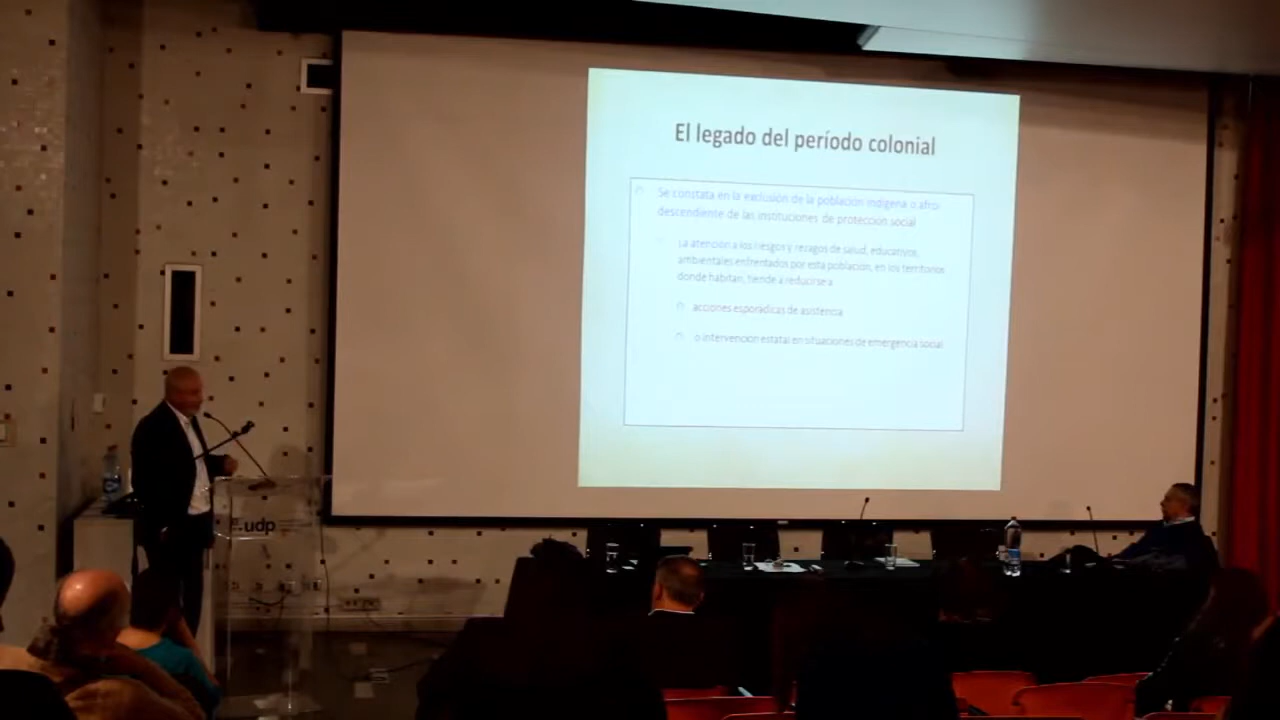 El legado del período colonial
Se constata en la exclusión de la población indígena o afro-
descendiente de las instituciones de protección social
La atención a los riesgos y rezagos de salud, educativos,
ambientales enfrentados por esta población, en los territorios
donde habitan, tiende a reducirse a
acciones esporádicas de asistencia
o intervención estatal en situaciones de emergencia social
udp